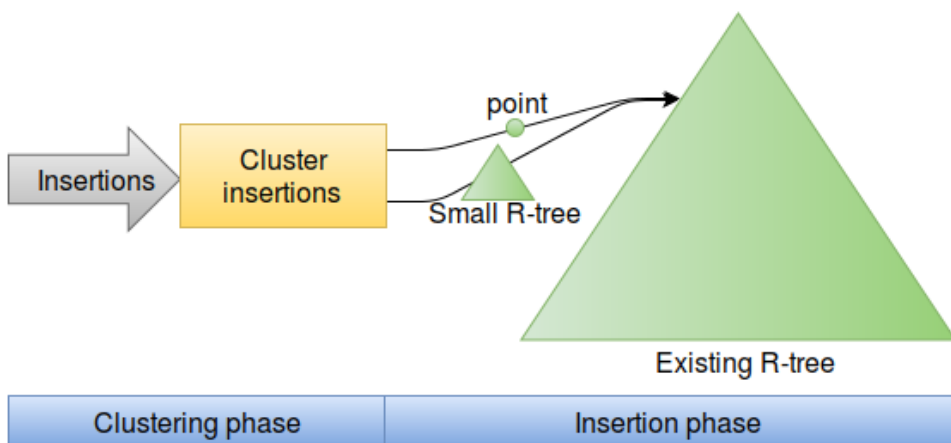 point
Insertions
Cluster
insertions
Small R-tree
Existing R-tree
Clustering phase
Insertion phase